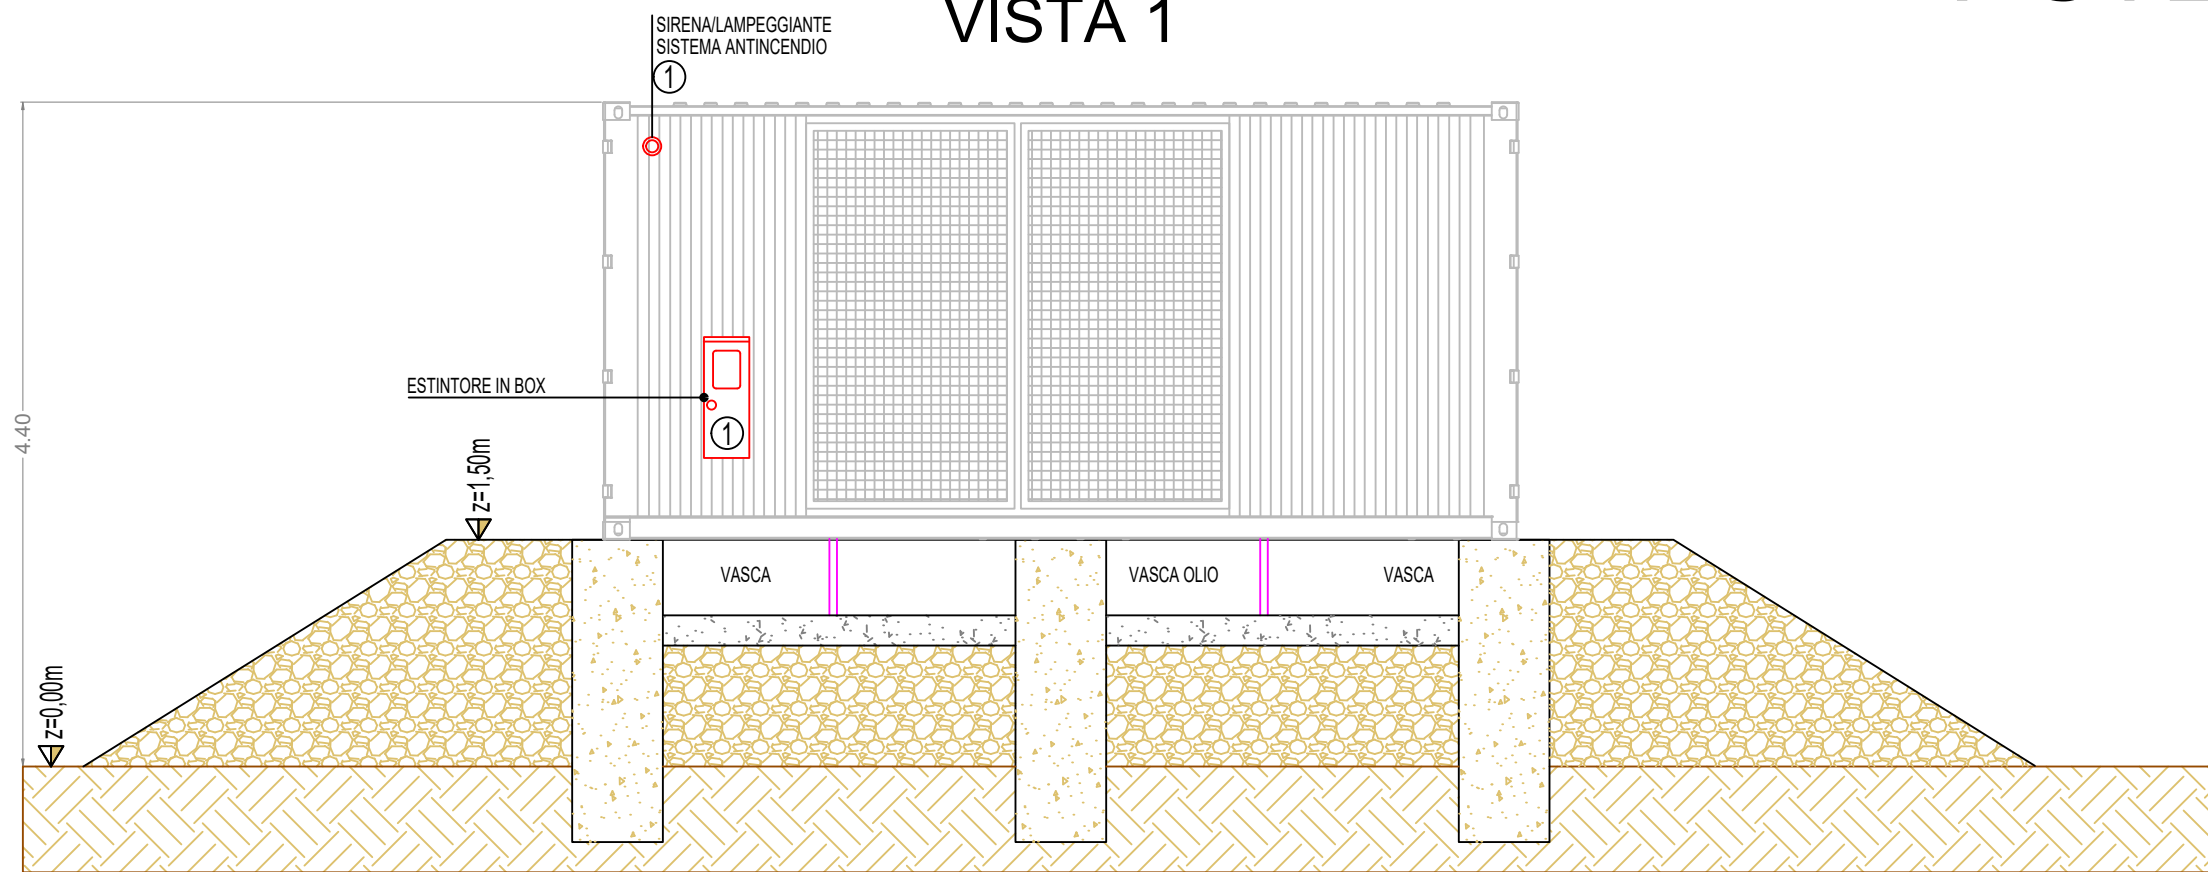 VISTA 1
SIRENA/LAMPEGGIANTE
SISTEMA ANTINCENDIO
1
ESTINTORE IN BOX
1
4.40
z=1,50m
VASCA
VASCA OLIO
VASCA
z=0,00m